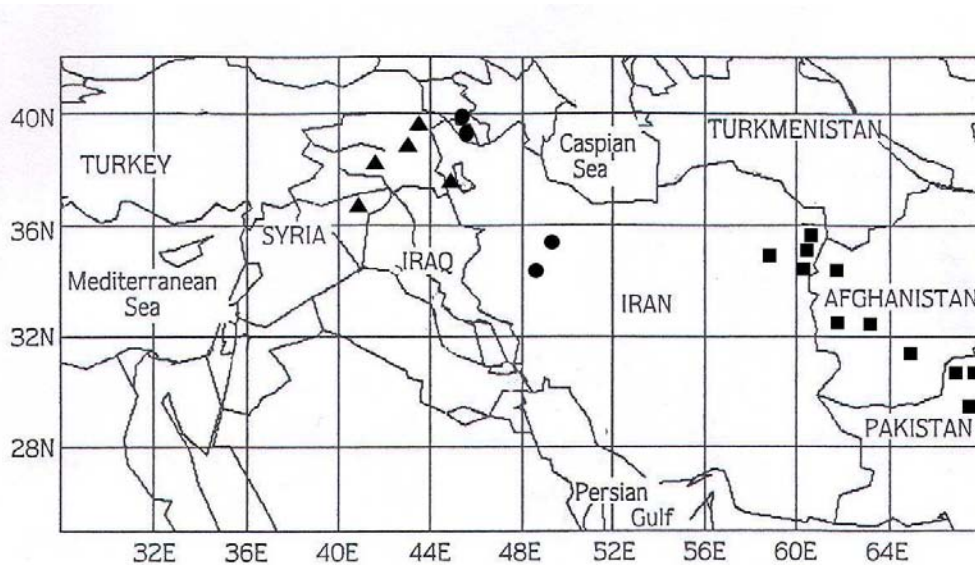 40N
TURKMENISTAN
Caspian
Sea
TURKEY
36N
SYRIA
IRAQ
Mediterranean
Sea
IRAN
AFGHANISTAN
32N
PAKISTAN
28N
Persian
Gulf
32E 36E 40E 44E 48E 52E 56E 60E 64E